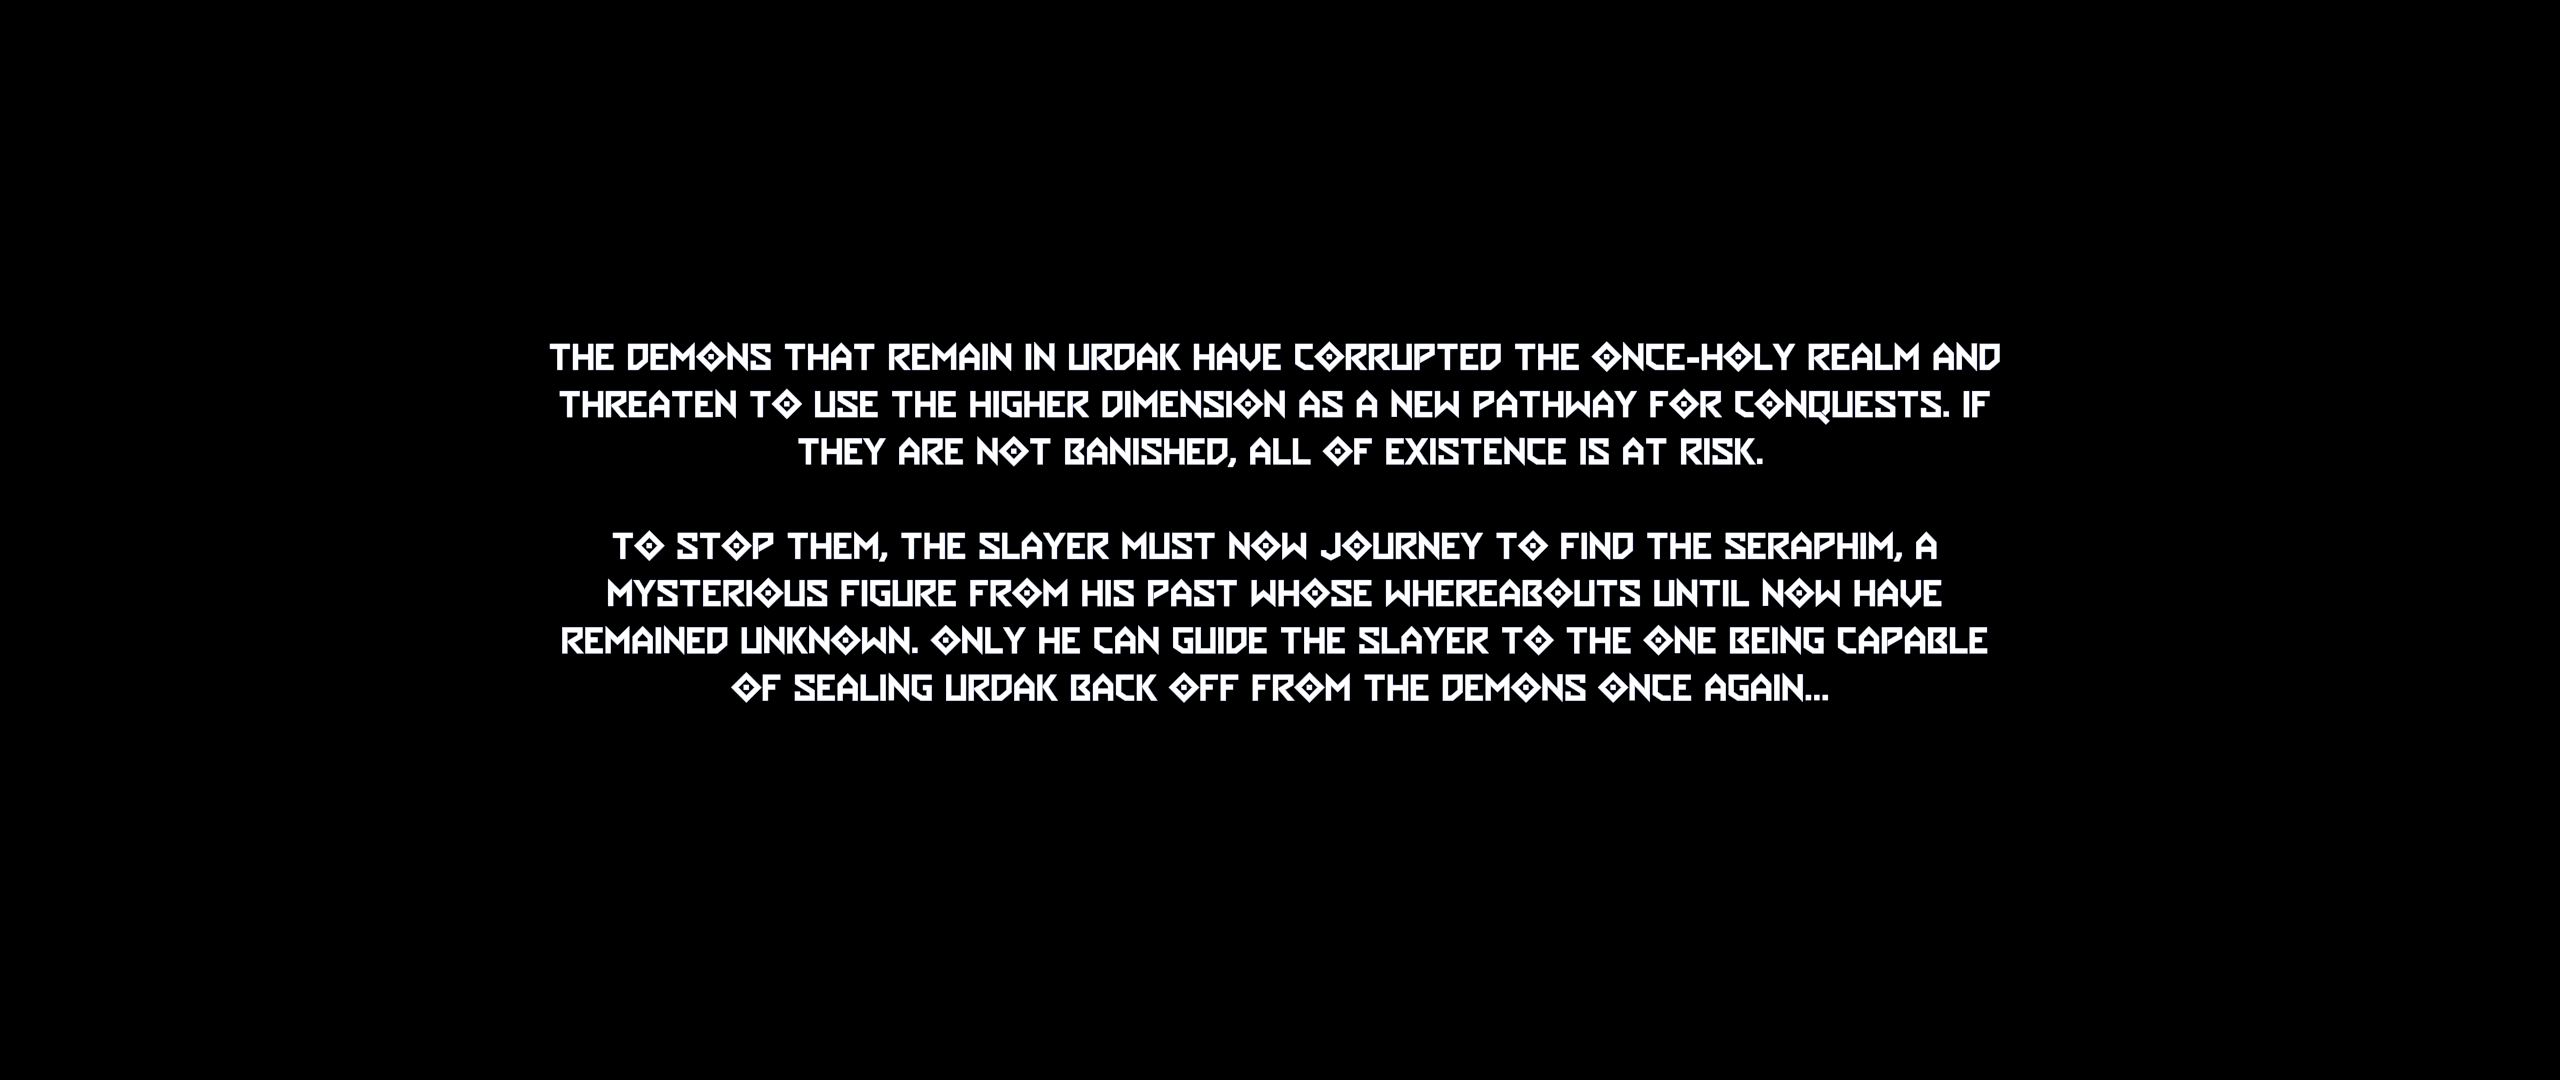 THE DEMONS THAT REMAIN IN URDAK HAVE CORRUPTED THE ONCE-HOLY REALM AND
THREATEN TO USE THE HIGHER DIMENSION AS A NEW PATHWAY FOR CONQUESTS. IF
THEY ARE NOT BANISHED, ALL OF EXISTENCE IS AT RISK.
TO STOP THEM, THE SLAYER MUST NOW JOURNEY TO FIND THE SERAPHIM, A
MYSTERIOUS FIGURE FROM HIS PAST WHOSE WHEREABOUTS UNTIL NOW HAVE
REMAINED UNKNOWN. ONLY HE CAN GUIDE THE SLAYER TO THE ONE BEING CAPABLE
OF SEALING URDAK BACK OFF FROM THE DEMONS ONCE AGAIN...